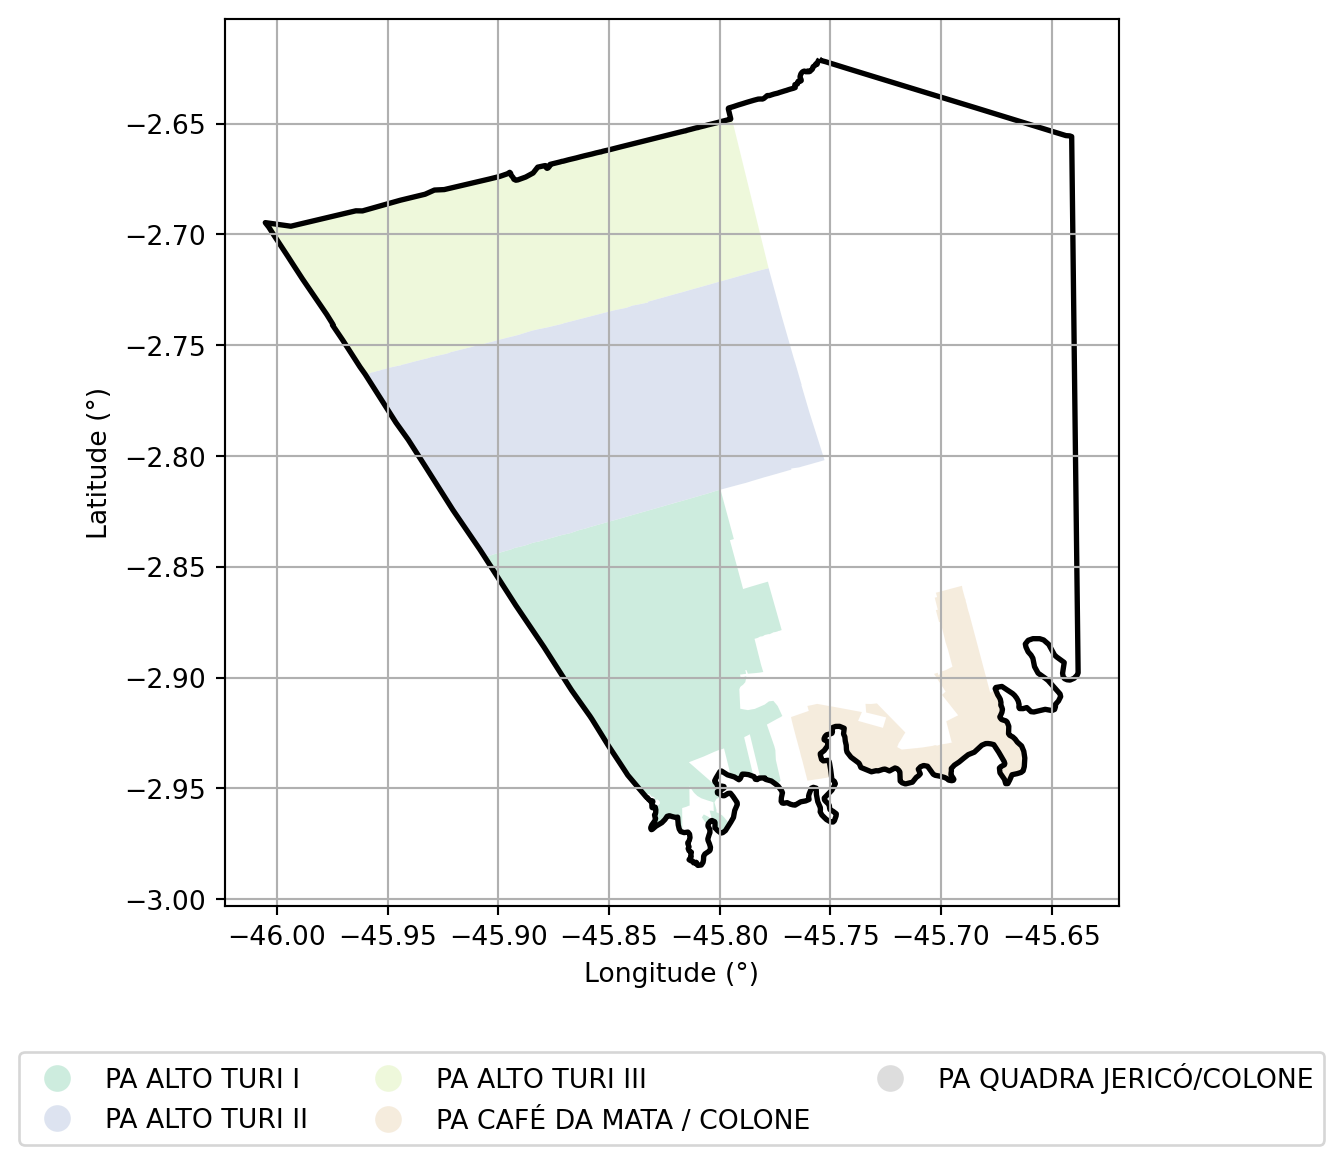 −2.65
−2.70
−2.75
−2.80
−2.85
−2.90
−2.95
−3.00
Latitude (°)
−46.00 −45.95 −45.90 −45.85 −45.80 −45.75 −45.70 −45.65
Longitude (°)
PA ALTO TURI I
PA ALTO TURI II
PA ALTO TURI III
PA CAFÉ DA MATA / COLONE
PA QUADRA JERICÓ/COLONE